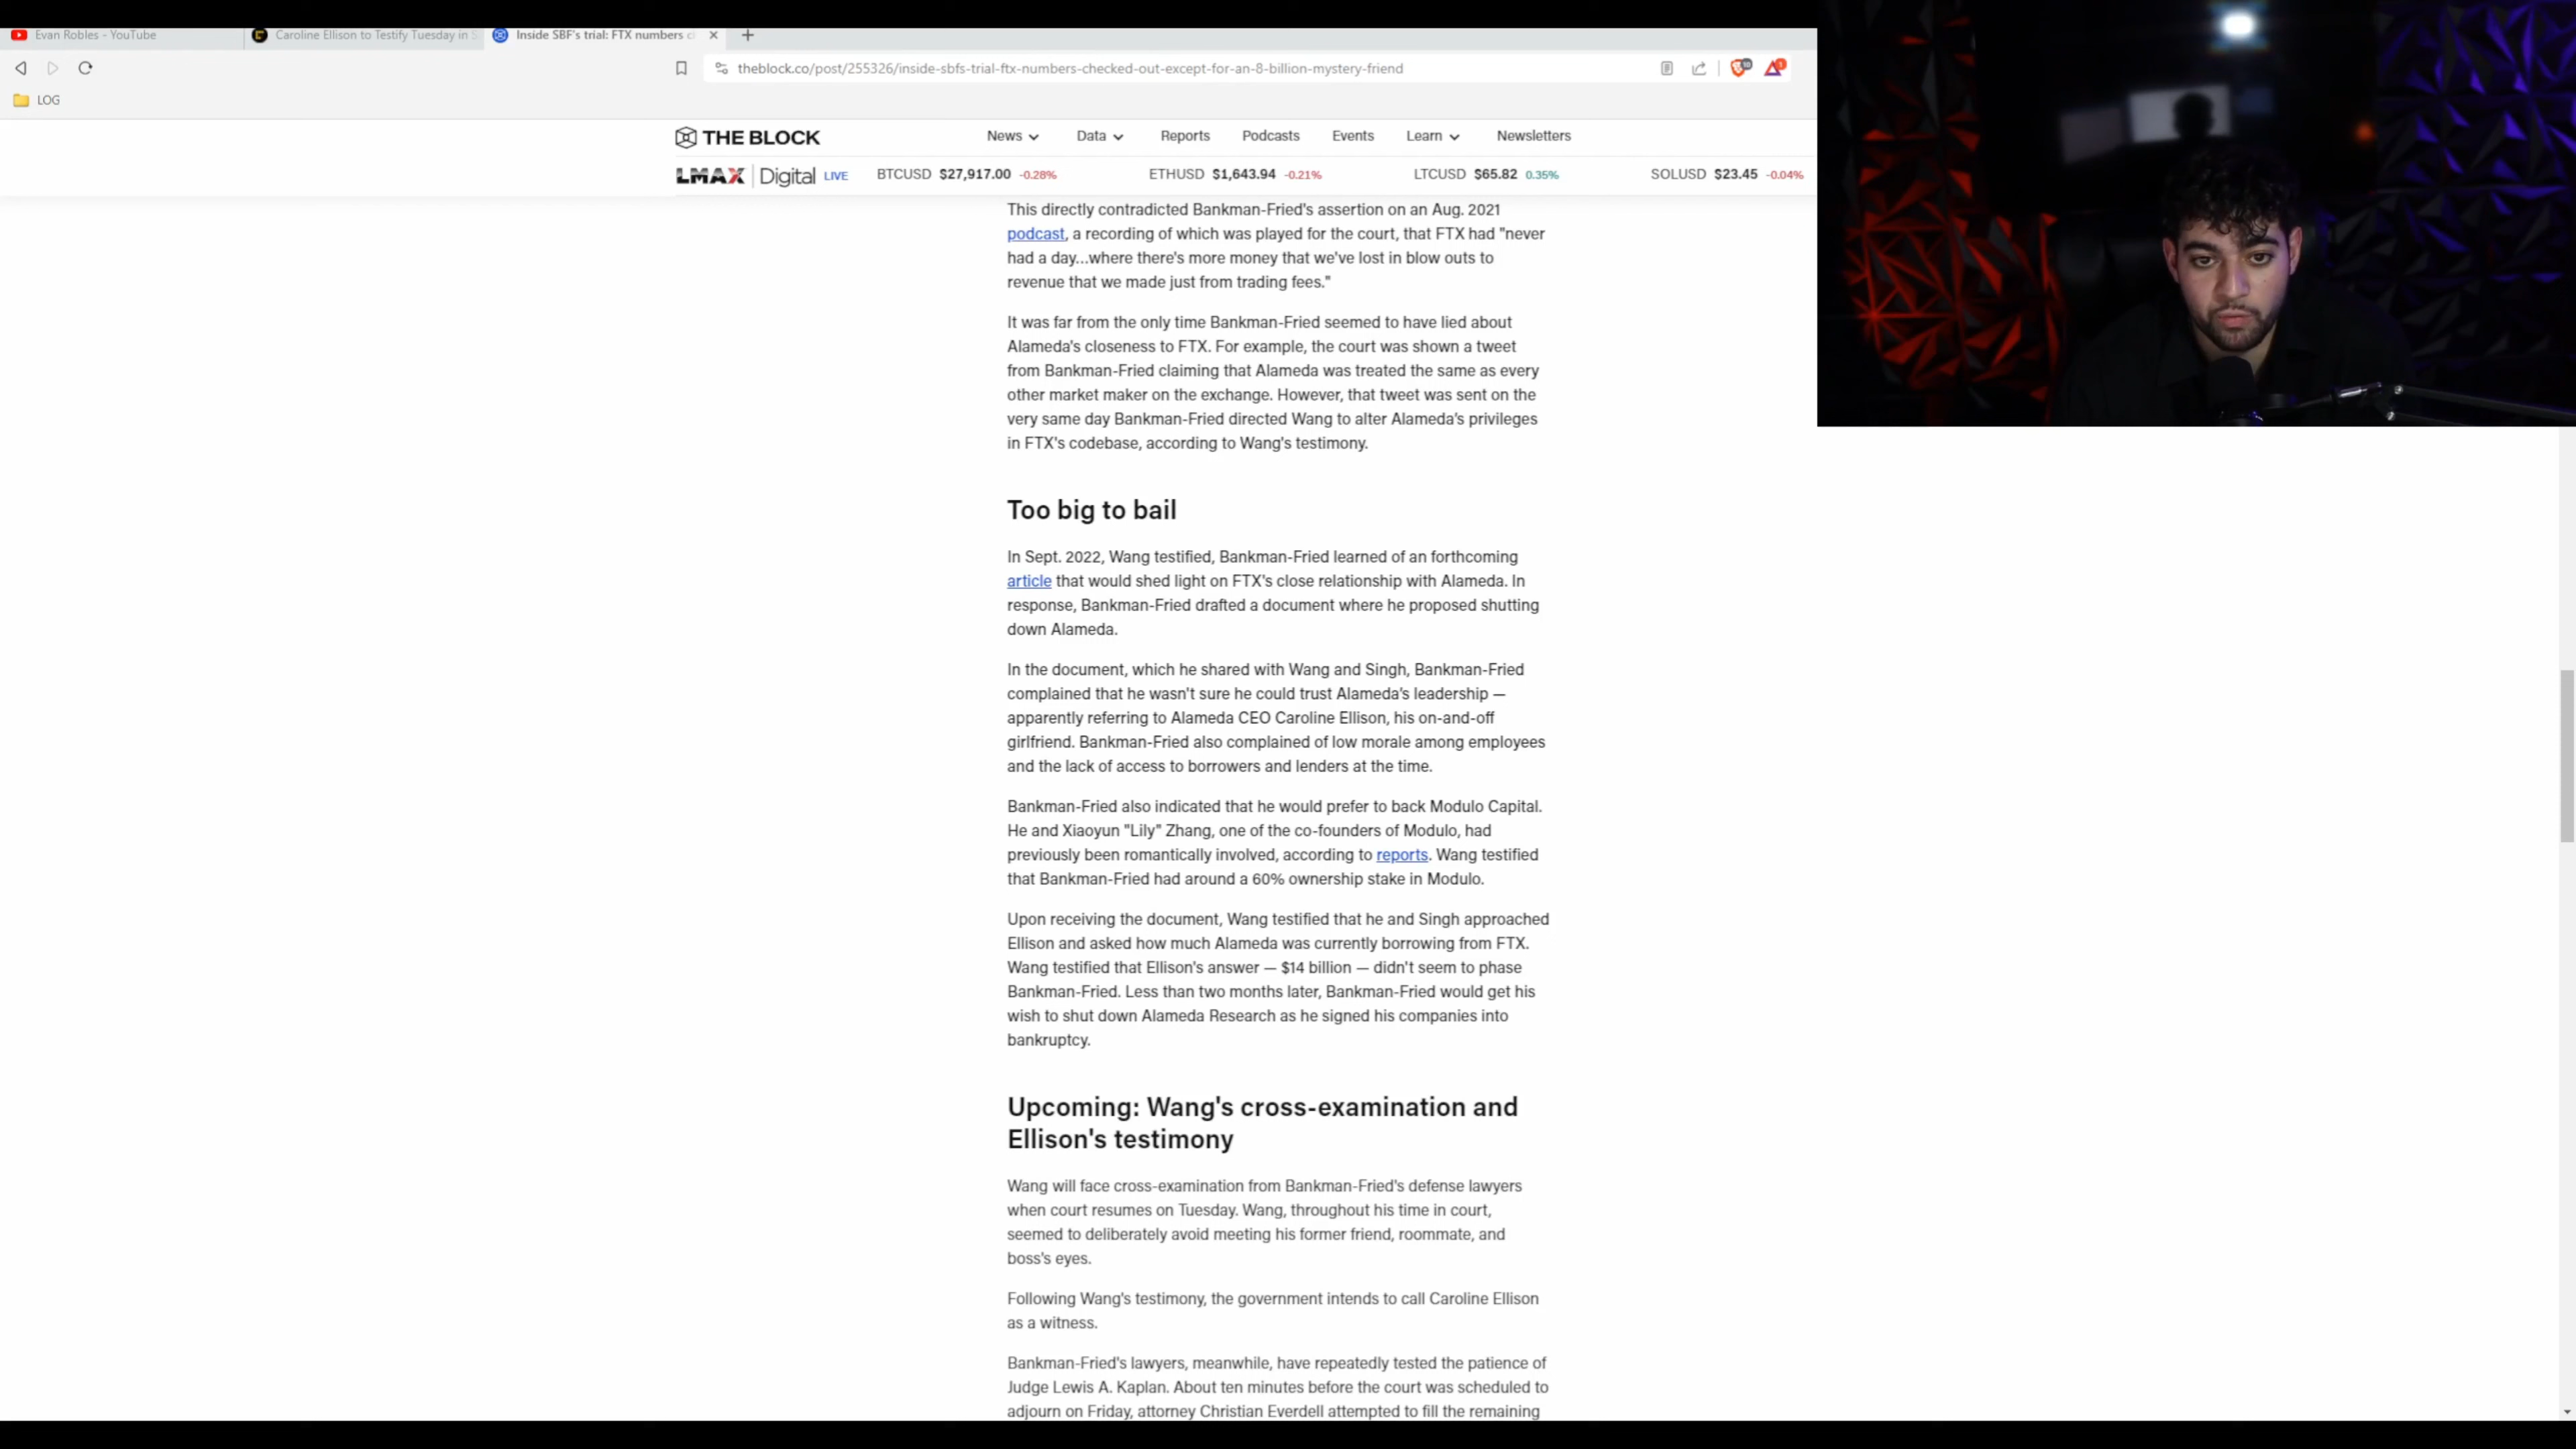 Evan Robles - YouTube
Caroline Ellison to Testify Tuesday in S
Inside SBF's trial: FTX numbers c
theblock.co/post/255326/inside-sbfs-trial-ftx-numbers-checked-out-except-for-an-8-billion-mystery-friend
LOG
THE BLOCK
News Data Reports Podcasts Events Learn Newsletters
LMAX Digital LIVE BTCUSD $27,917.00 -0.28% ETHUSD $1,643.94 -0.21% LTCUSD $65.82 0.35% SOLUSD $23.45 -0.04%
This directly contradicted Bankman-Fried's assertion on an Aug. 2021
podcast, a recording of which was played for the court, that FTX had "never
had a day...where there's more money that we've lost in blow outs to
revenue that we made just from trading fees."
It was far from the only time Bankman-Fried seemed to have lied about
Alameda's closeness to FTX. For example, the court was shown a tweet
from Bankman-Fried claiming that Alameda was treated the same as every
other market maker on the exchange. However, that tweet was sent on the
very same day Bankman-Fried directed Wang to alter Alameda's privileges
in FTX's codebase, according to Wang's testimony.
Too big to bail
In Sept. 2022, Wang testified, Bankman-Fried learned of an forthcoming
article that would shed light on FTX's close relationship with Alameda. In
response, Bankman-Fried drafted a document where he proposed shutting
down Alameda.
In the document, which he shared with Wang and Singh, Bankman-Fried
complained that he wasn't sure he could trust Alameda's leadership —
apparently referring to Alameda CEO Caroline Ellison, his on-and-off
girlfriend. Bankman-Fried also complained of low morale among employees
and the lack of access to borrowers and lenders at the time.
Bankman-Fried also indicated that he would prefer to back Modulo Capital.
He and Xiaoyun "Lily" Zhang, one of the co-founders of Modulo, had
previously been romantically involved, according to reports. Wang testified
that Bankman-Fried had around a 60% ownership stake in Modulo.
Upon receiving the document, Wang testified that he and Singh approached
Ellison and asked how much Alameda was currently borrowing from FTX.
Wang testified that Ellison's answer — $14 billion — didn't seem to phase
Bankman-Fried. Less than two months later, Bankman-Fried would get his
wish to shut down Alameda Research as he signed his companies into
bankruptcy.
Upcoming: Wang's cross-examination and
Ellison's testimony
Wang will face cross-examination from Bankman-Fried's defense lawyers
when court resumes on Tuesday. Wang, throughout his time in court,
seemed to deliberately avoid meeting his former friend, roommate, and
boss's eyes.
Following Wang's testimony, the government intends to call Caroline Ellison
as a witness.
Bankman-Fried's lawyers, meanwhile, have repeatedly tested the patience of
Judge Lewis A. Kaplan. About ten minutes before the court was scheduled to
adjourn on Friday, attorney Christian Everdell attempted to fill the remaining